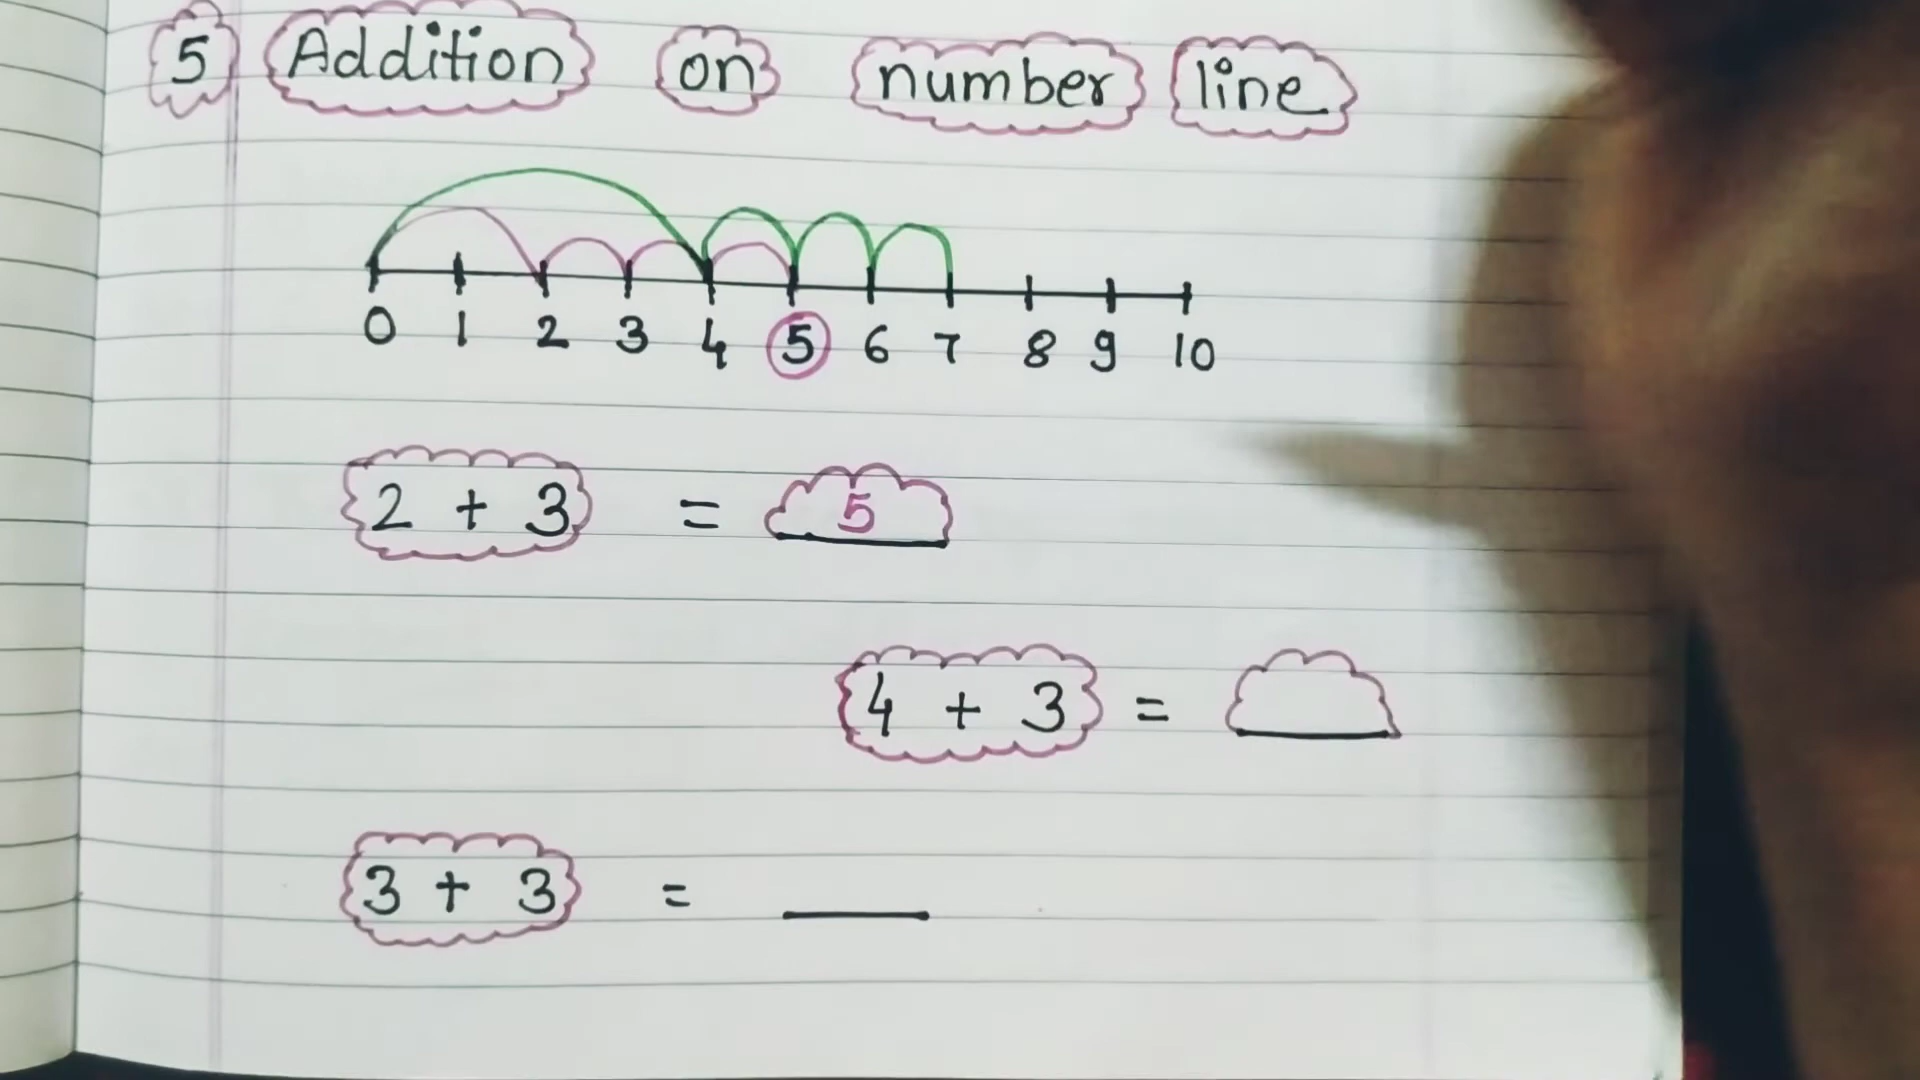 5 Addition on number line
0 1 2 3 4 5 6 7 8 9 10
2 + 3 = 5
4 + 3 =
3 + 3 =